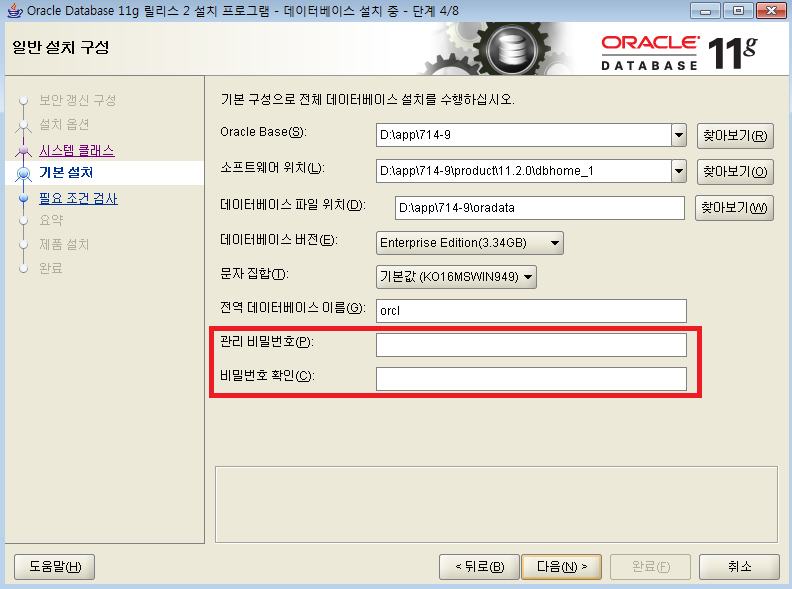 Oracle Database 11g 릴리스 2 설치 프로그램 - 데이터베이스 설치 중 - 단계 4/8
일반 설치 구성
ORACLE
DATABASE
11g
보안 갱신 구성
설치 옵션
시스템 클래스
기본 설치
필요 조건 검사
요약
제품 설치
완료
기본 구성으로 전체 데이터베이스 설치를 수행하십시오.
Oracle Base(S): D:\app\714-9 찾아보기(R)
소프트웨어 위치(L): D:\app\714-9\product\11.2.0\dbhome_1 찾아보기(O)
데이터베이스 파일 위치(D): D:\app\714-9\oradata 찾아보기(W)
데이터베이스 버전(E): Enterprise Edition(3.34GB)
문자 집합(T): 기본값 (KO16MSWIN949)
전역 데이터베이스 이름(G): orcl
관리 비밀번호(P):
비밀번호 확인(C):
도움말(H) < 뒤로(B) 다음(N) > 완료(F) 취소